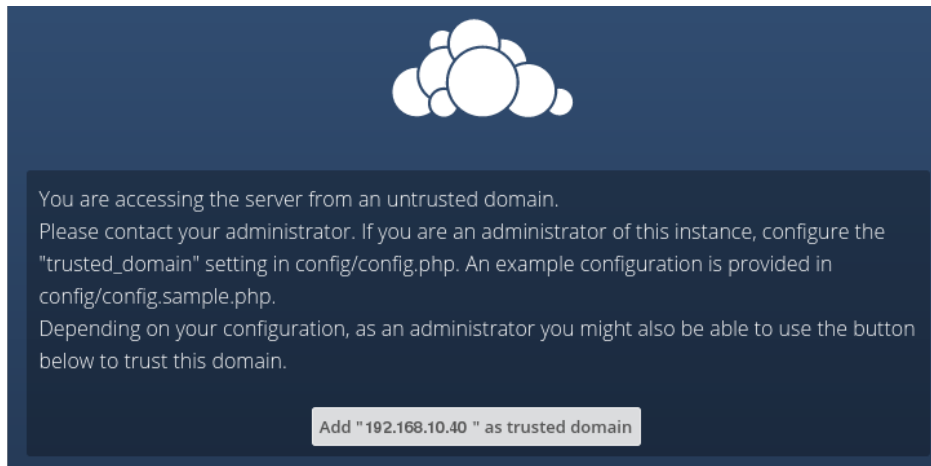 You are accessing the server from an untrusted domain.
Please contact your administrator. If you are an administrator of this instance, configure the
"trusted_domain" setting in config/config.php. An example configuration is provided in
config/config.sample.php.
Depending on your configuration, as an administrator you might also be able to use the button
below to trust this domain.
Add "192.168.10.40 " as trusted domain